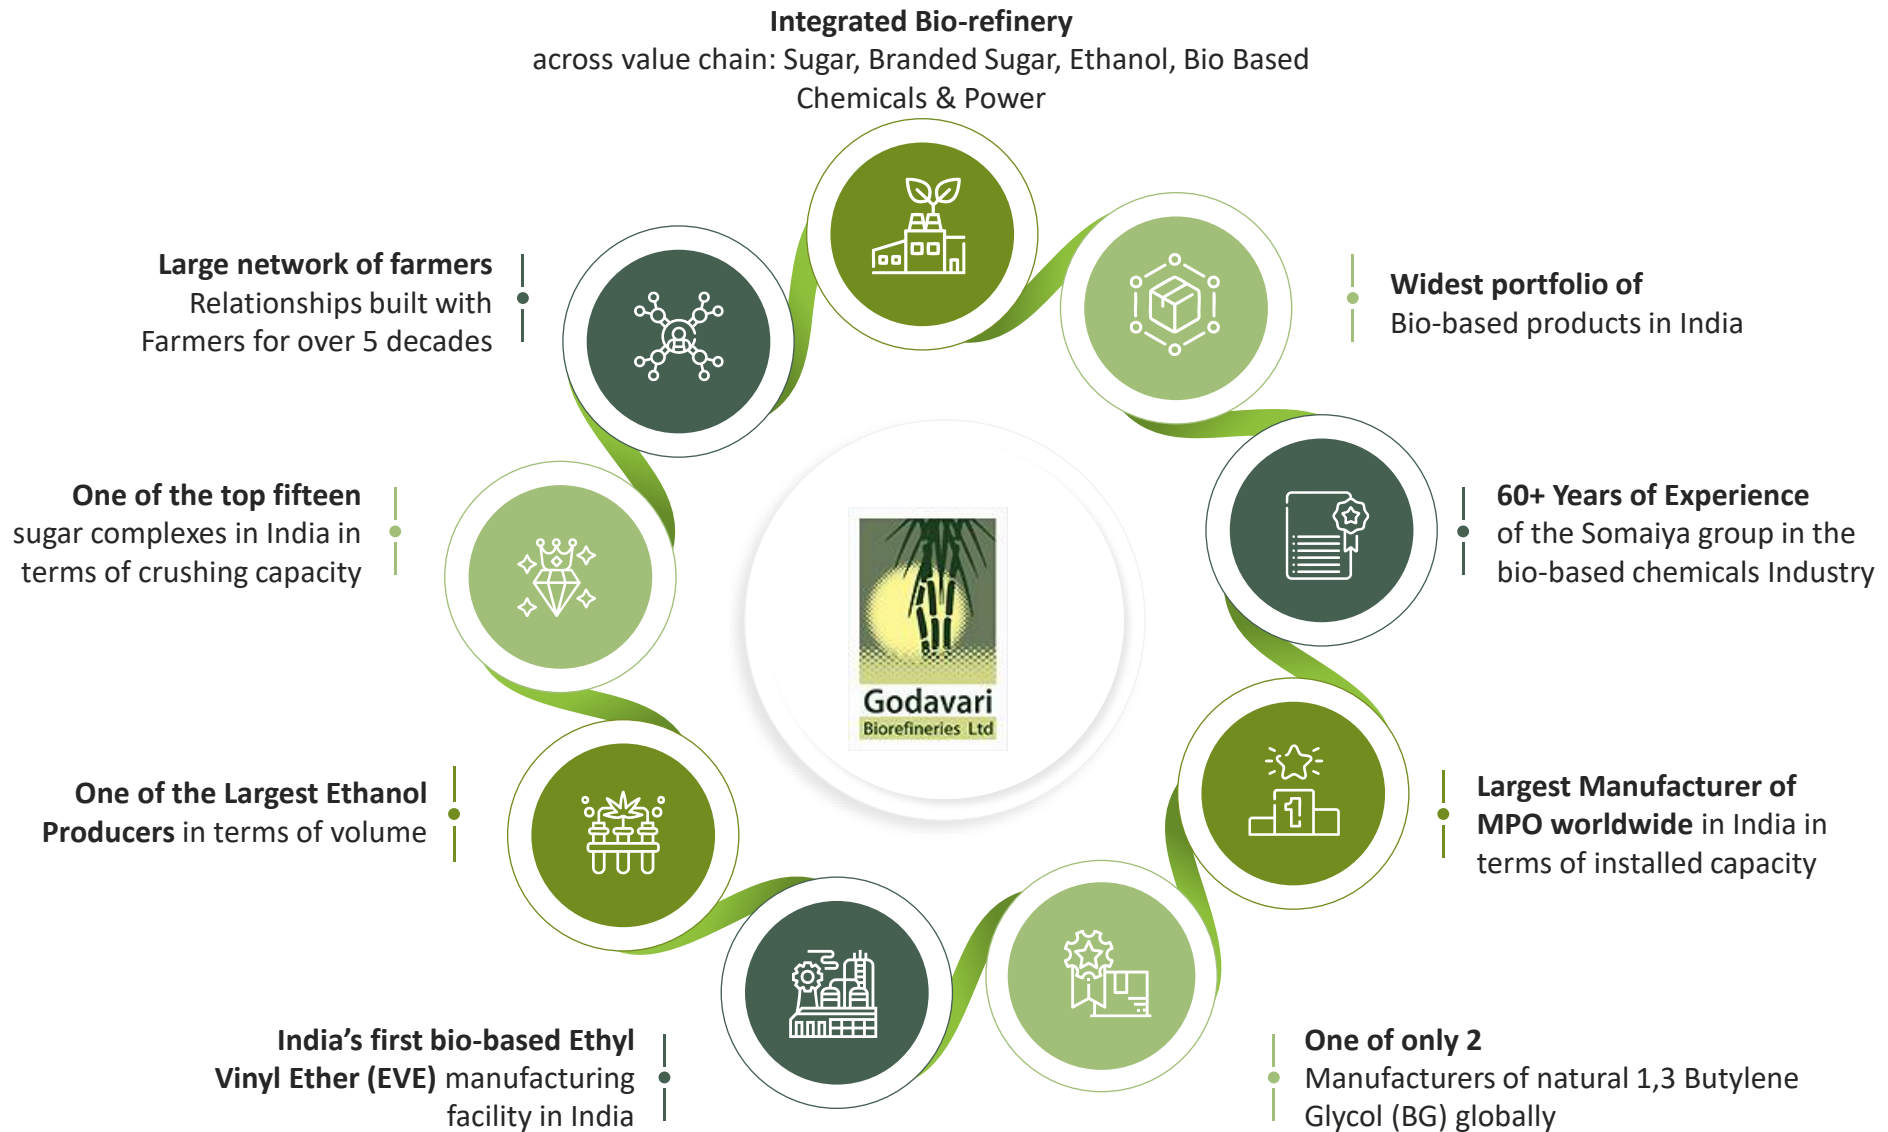 Integrated Bio-refinery
across value chain: Sugar, Branded Sugar, Ethanol, Bio Based
Chemicals & Power
Widest portfolio of
Bio-based products in India
60+ Years of Experience
of the Somaiya group in the
bio-based chemicals Industry
Largest Manufacturer of
MPO worldwide in India in
terms of installed capacity
One of only 2
Manufacturers of natural 1,3 Butylene
Glycol (BG) globally
India’s first bio-based Ethyl
Vinyl Ether (EVE) manufacturing
facility in India
One of the Largest Ethanol
Producers in terms of volume
One of the top fifteen
sugar complexes in India in
terms of crushing capacity
Large network of farmers
Relationships built with
Farmers for over 5 decades
Godavari
Biorefineries Ltd
1